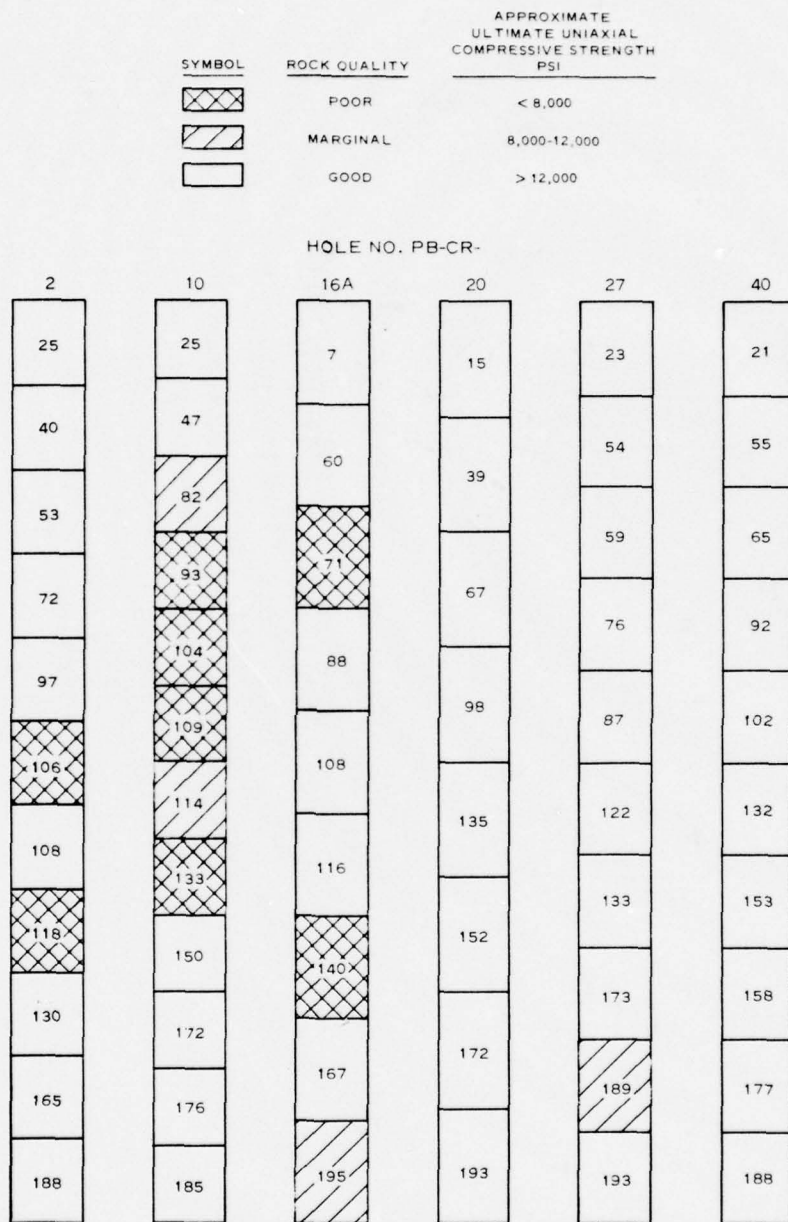 APPROXIMATE
ULTIMATE UNIAXIAL
COMPRESSIVE STRENGTH
SYMBOL ROCK QUALITY PSI
POOR < 8,000
MARGINAL 8,000-12,000
GOOD > 12,000
HOLE NO. PB-CR-
2 10 16A 20 27 40
25 25 7 15 23 21
40 47 60 39 54 55
53 82 71 67 59 65
72 93 88 98 76 92
97 104 108 135 87 102
106 109 116 152 122 132
108 114 140 172 133 153
118 133 167 193 173 158
130 150 195 189 177
165 172 193 188
188 176
185